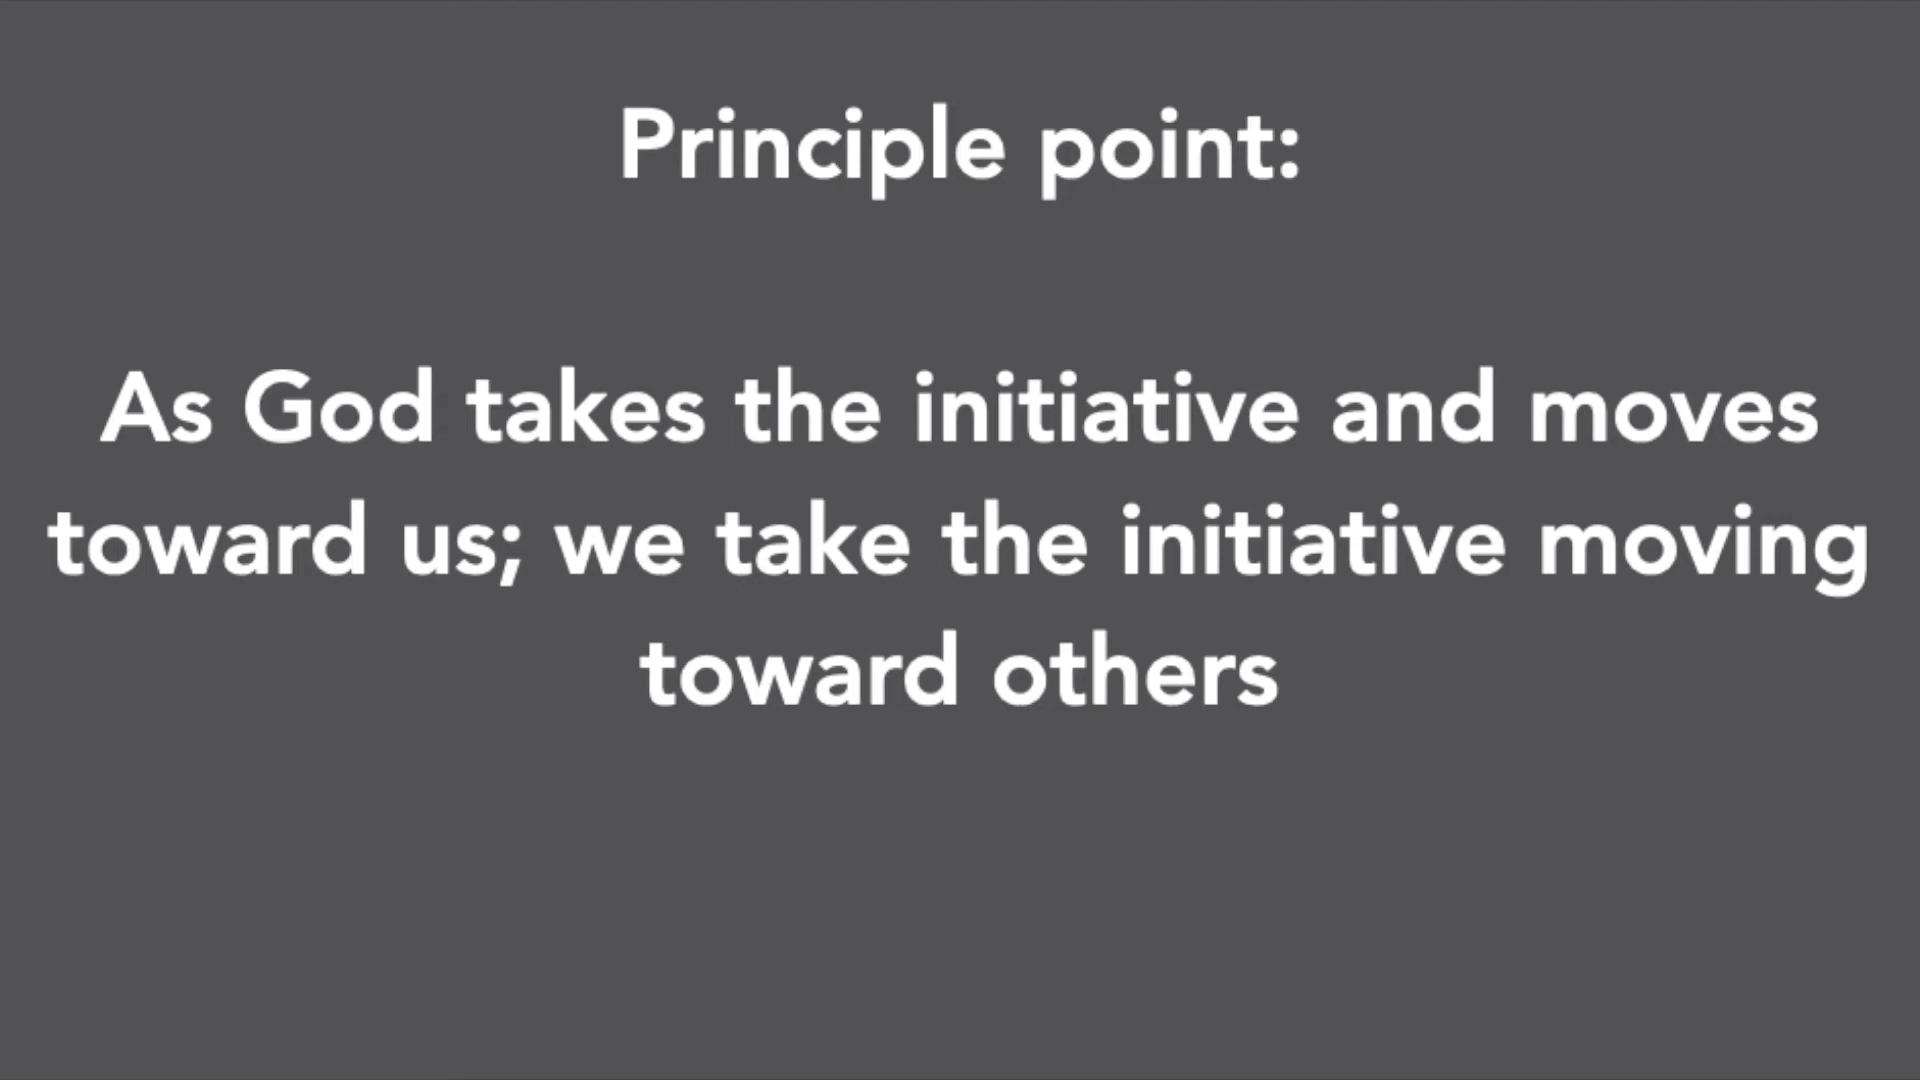 Principle point:
As God takes the initiative and moves
toward us; we take the initiative moving
toward others